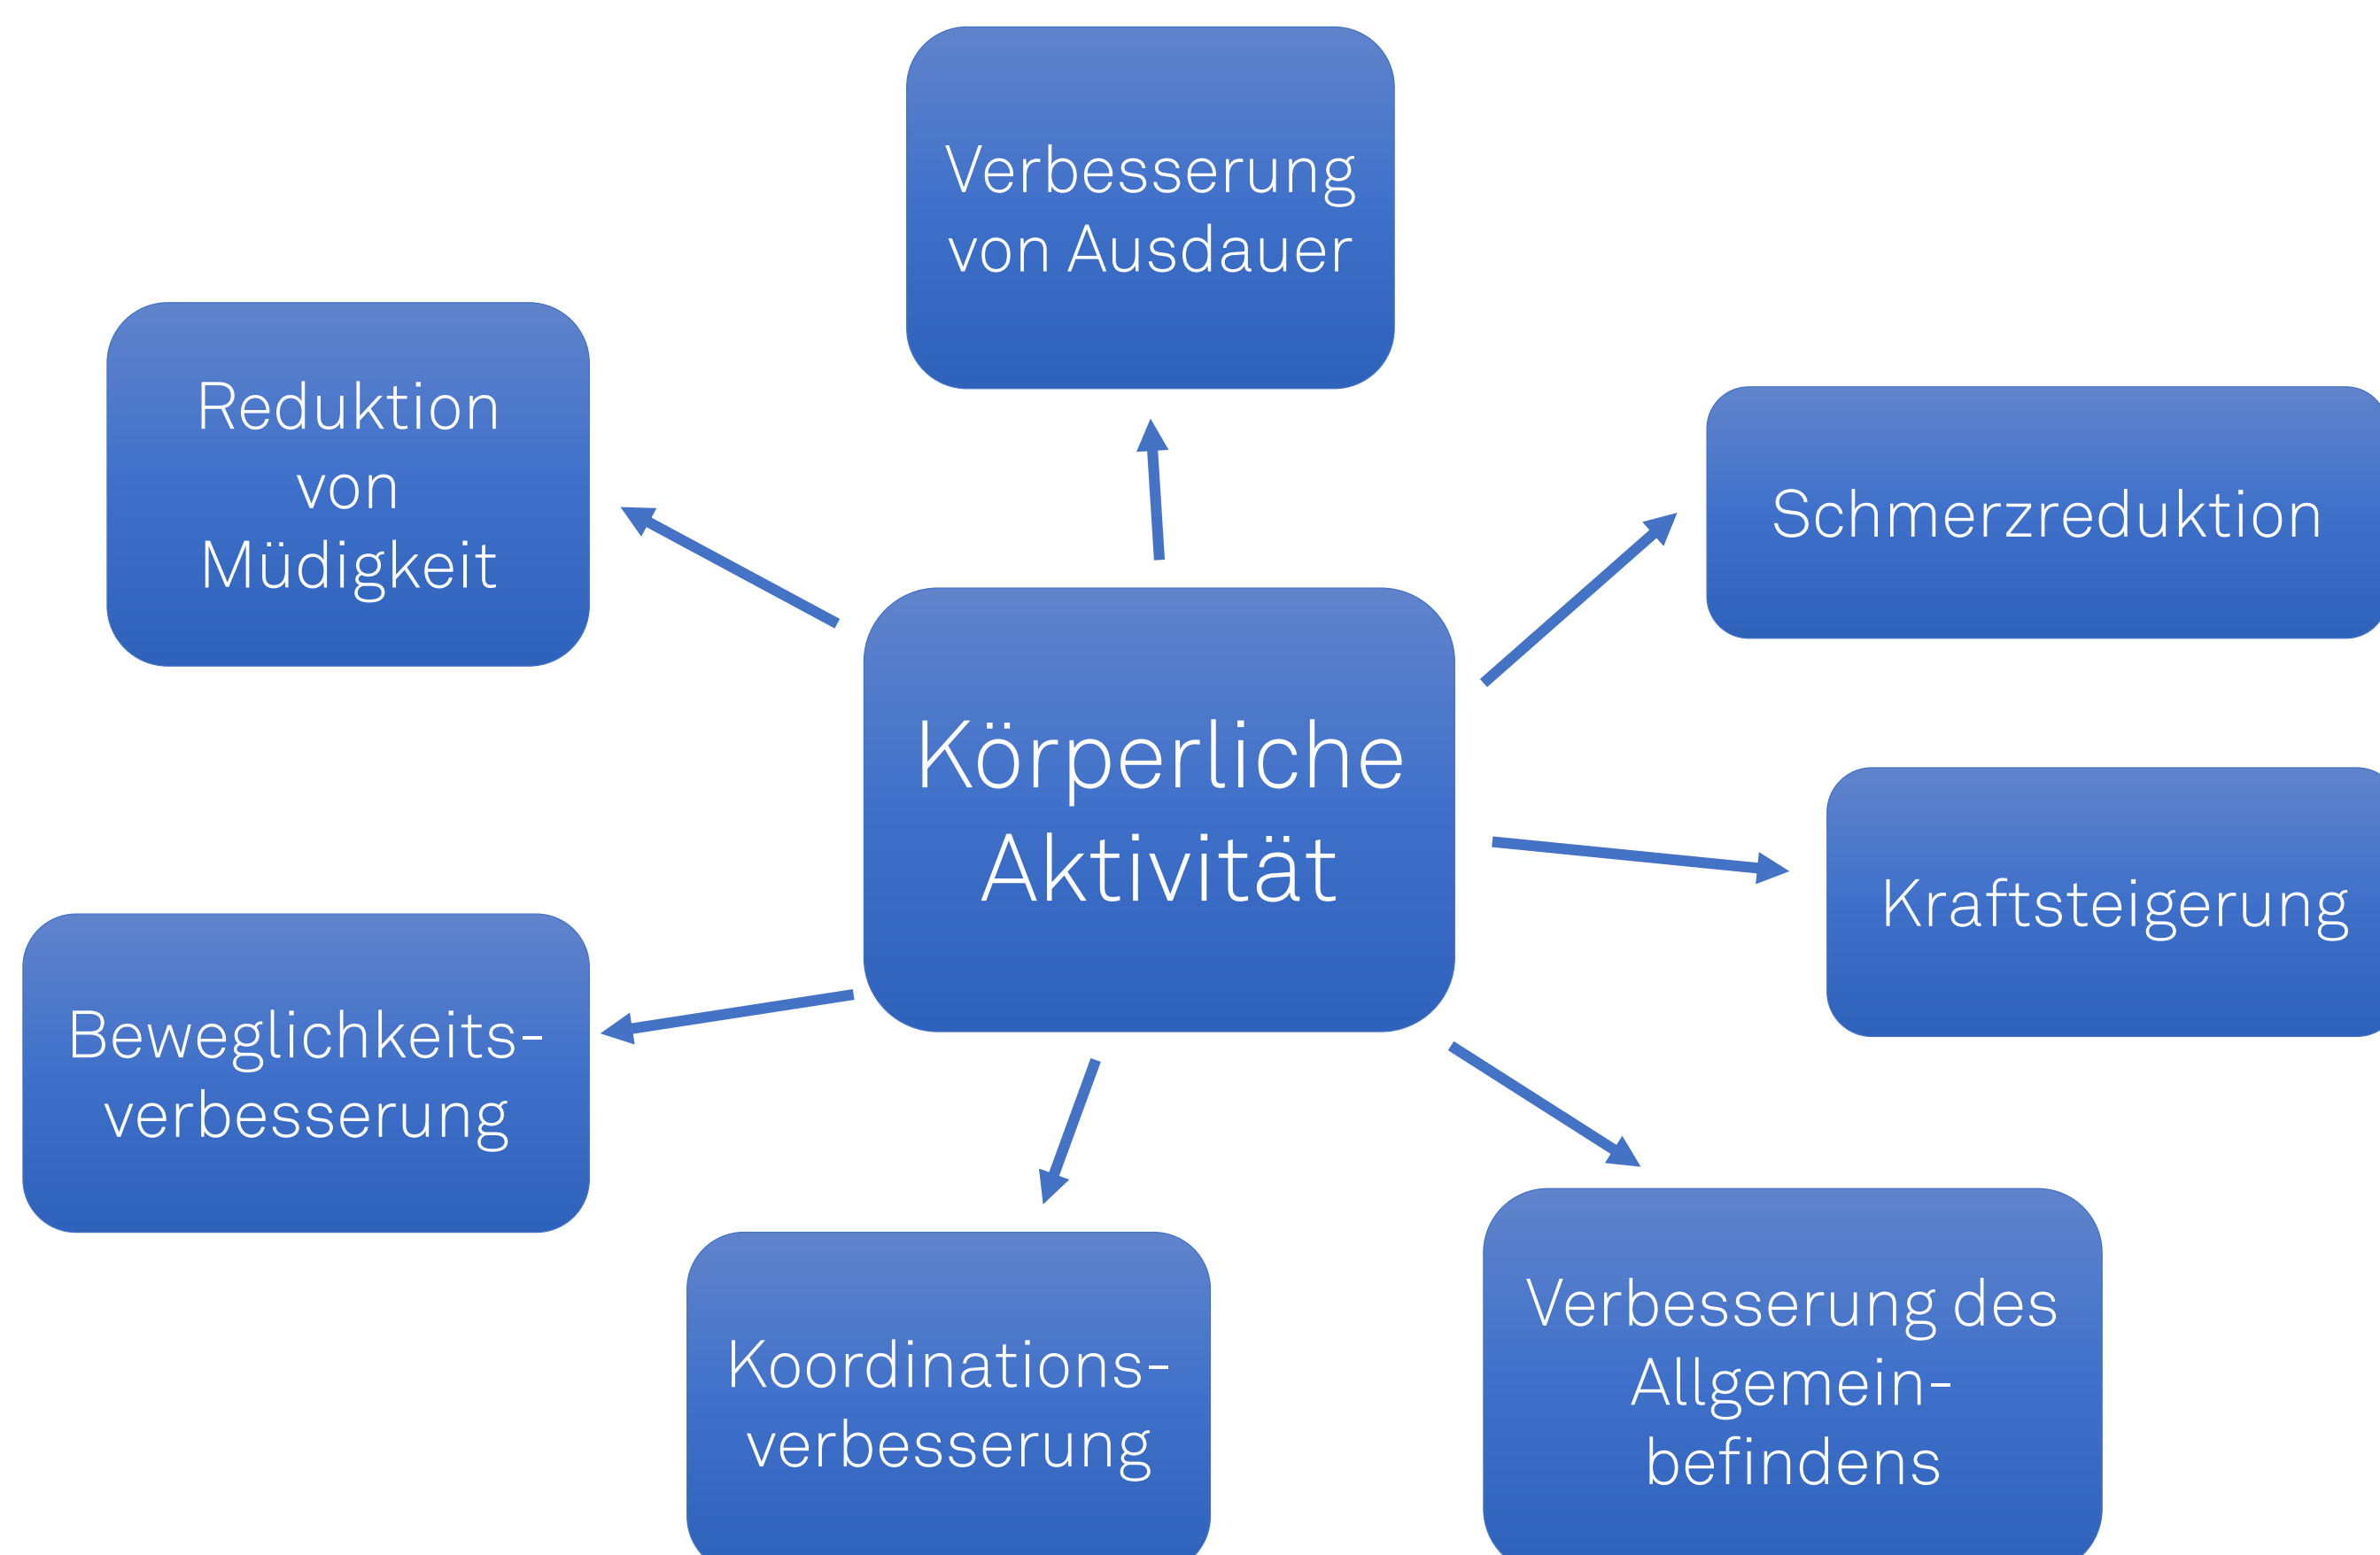 Verbesserung
von Ausdauer
Reduktion
von
Müdigkeit
Schmerzreduktion
Körperliche
Aktivität
Kraftsteigerung
Beweglichkeits-
verbesserung
Koordinations-
verbesserung
Verbesserung des
Allgemein-
befindens